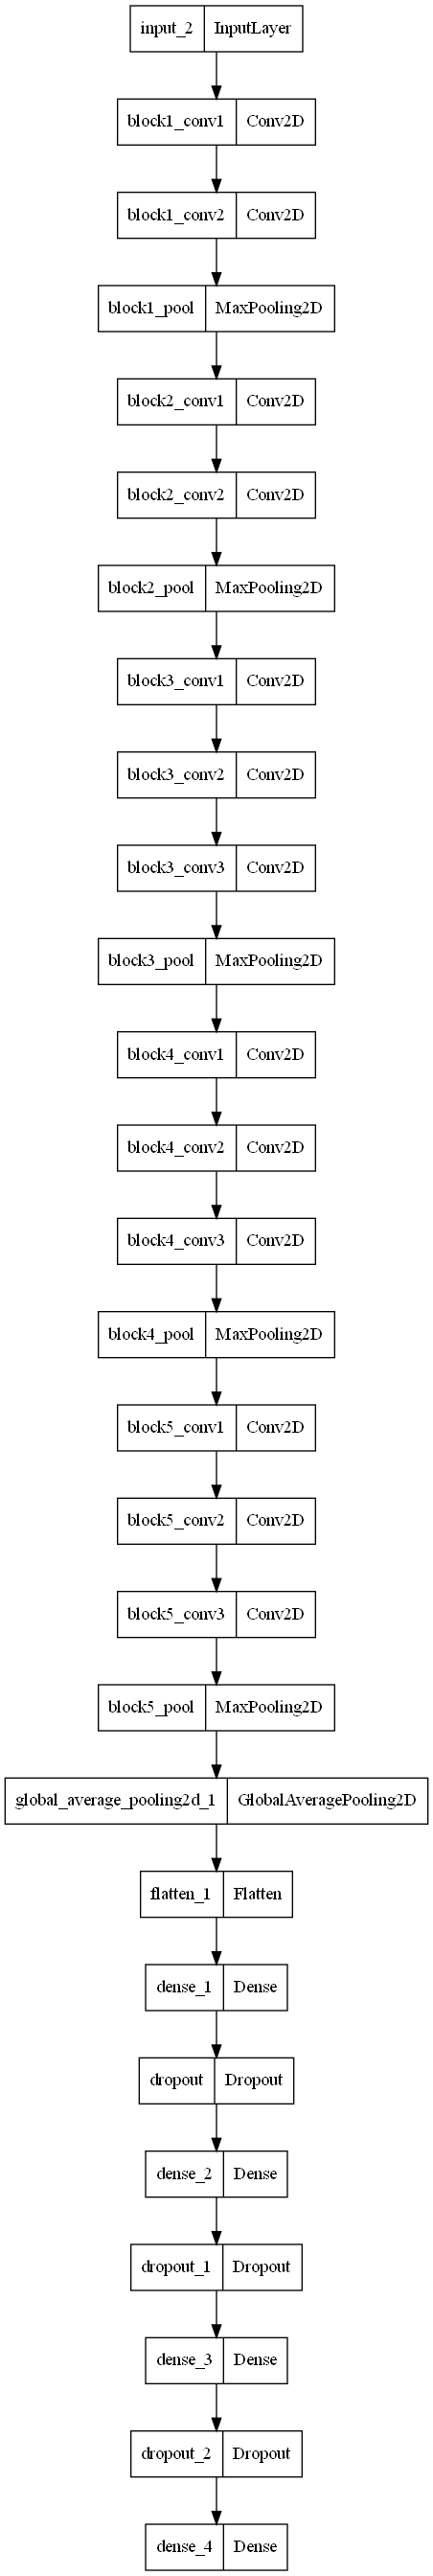 input_2 InputLayer
block1_conv1 Conv2D
block1_conv2 Conv2D
block1_pool MaxPooling2D
block2_conv1 Conv2D
block2_conv2 Conv2D
block2_pool MaxPooling2D
block3_conv1 Conv2D
block3_conv2 Conv2D
block3_conv3 Conv2D
block3_pool MaxPooling2D
block4_conv1 Conv2D
block4_conv2 Conv2D
block4_conv3 Conv2D
block4_pool MaxPooling2D
block5_conv1 Conv2D
block5_conv2 Conv2D
block5_conv3 Conv2D
block5_pool MaxPooling2D
global_average_pooling2d_1 GlobalAveragePooling2D
flatten_1 Flatten
dense_1 Dense
dropout Dropout
dense_2 Dense
dropout_1 Dropout
dense_3 Dense
dropout_2 Dropout
dense_4 Dense